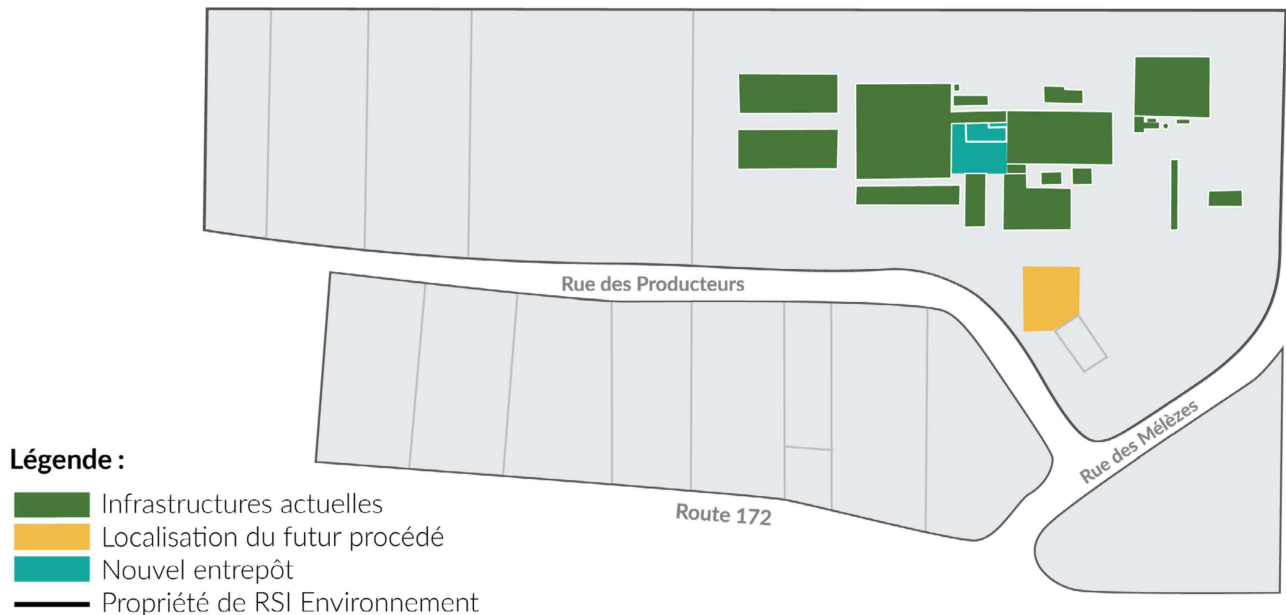 Rue des Producteurs
Rue des Mélèzes
Route 172
Légende :
Infrastructures actuelles
Localisation du futur procédé
Nouvel entrepôt
Propriété de RSI Environnement